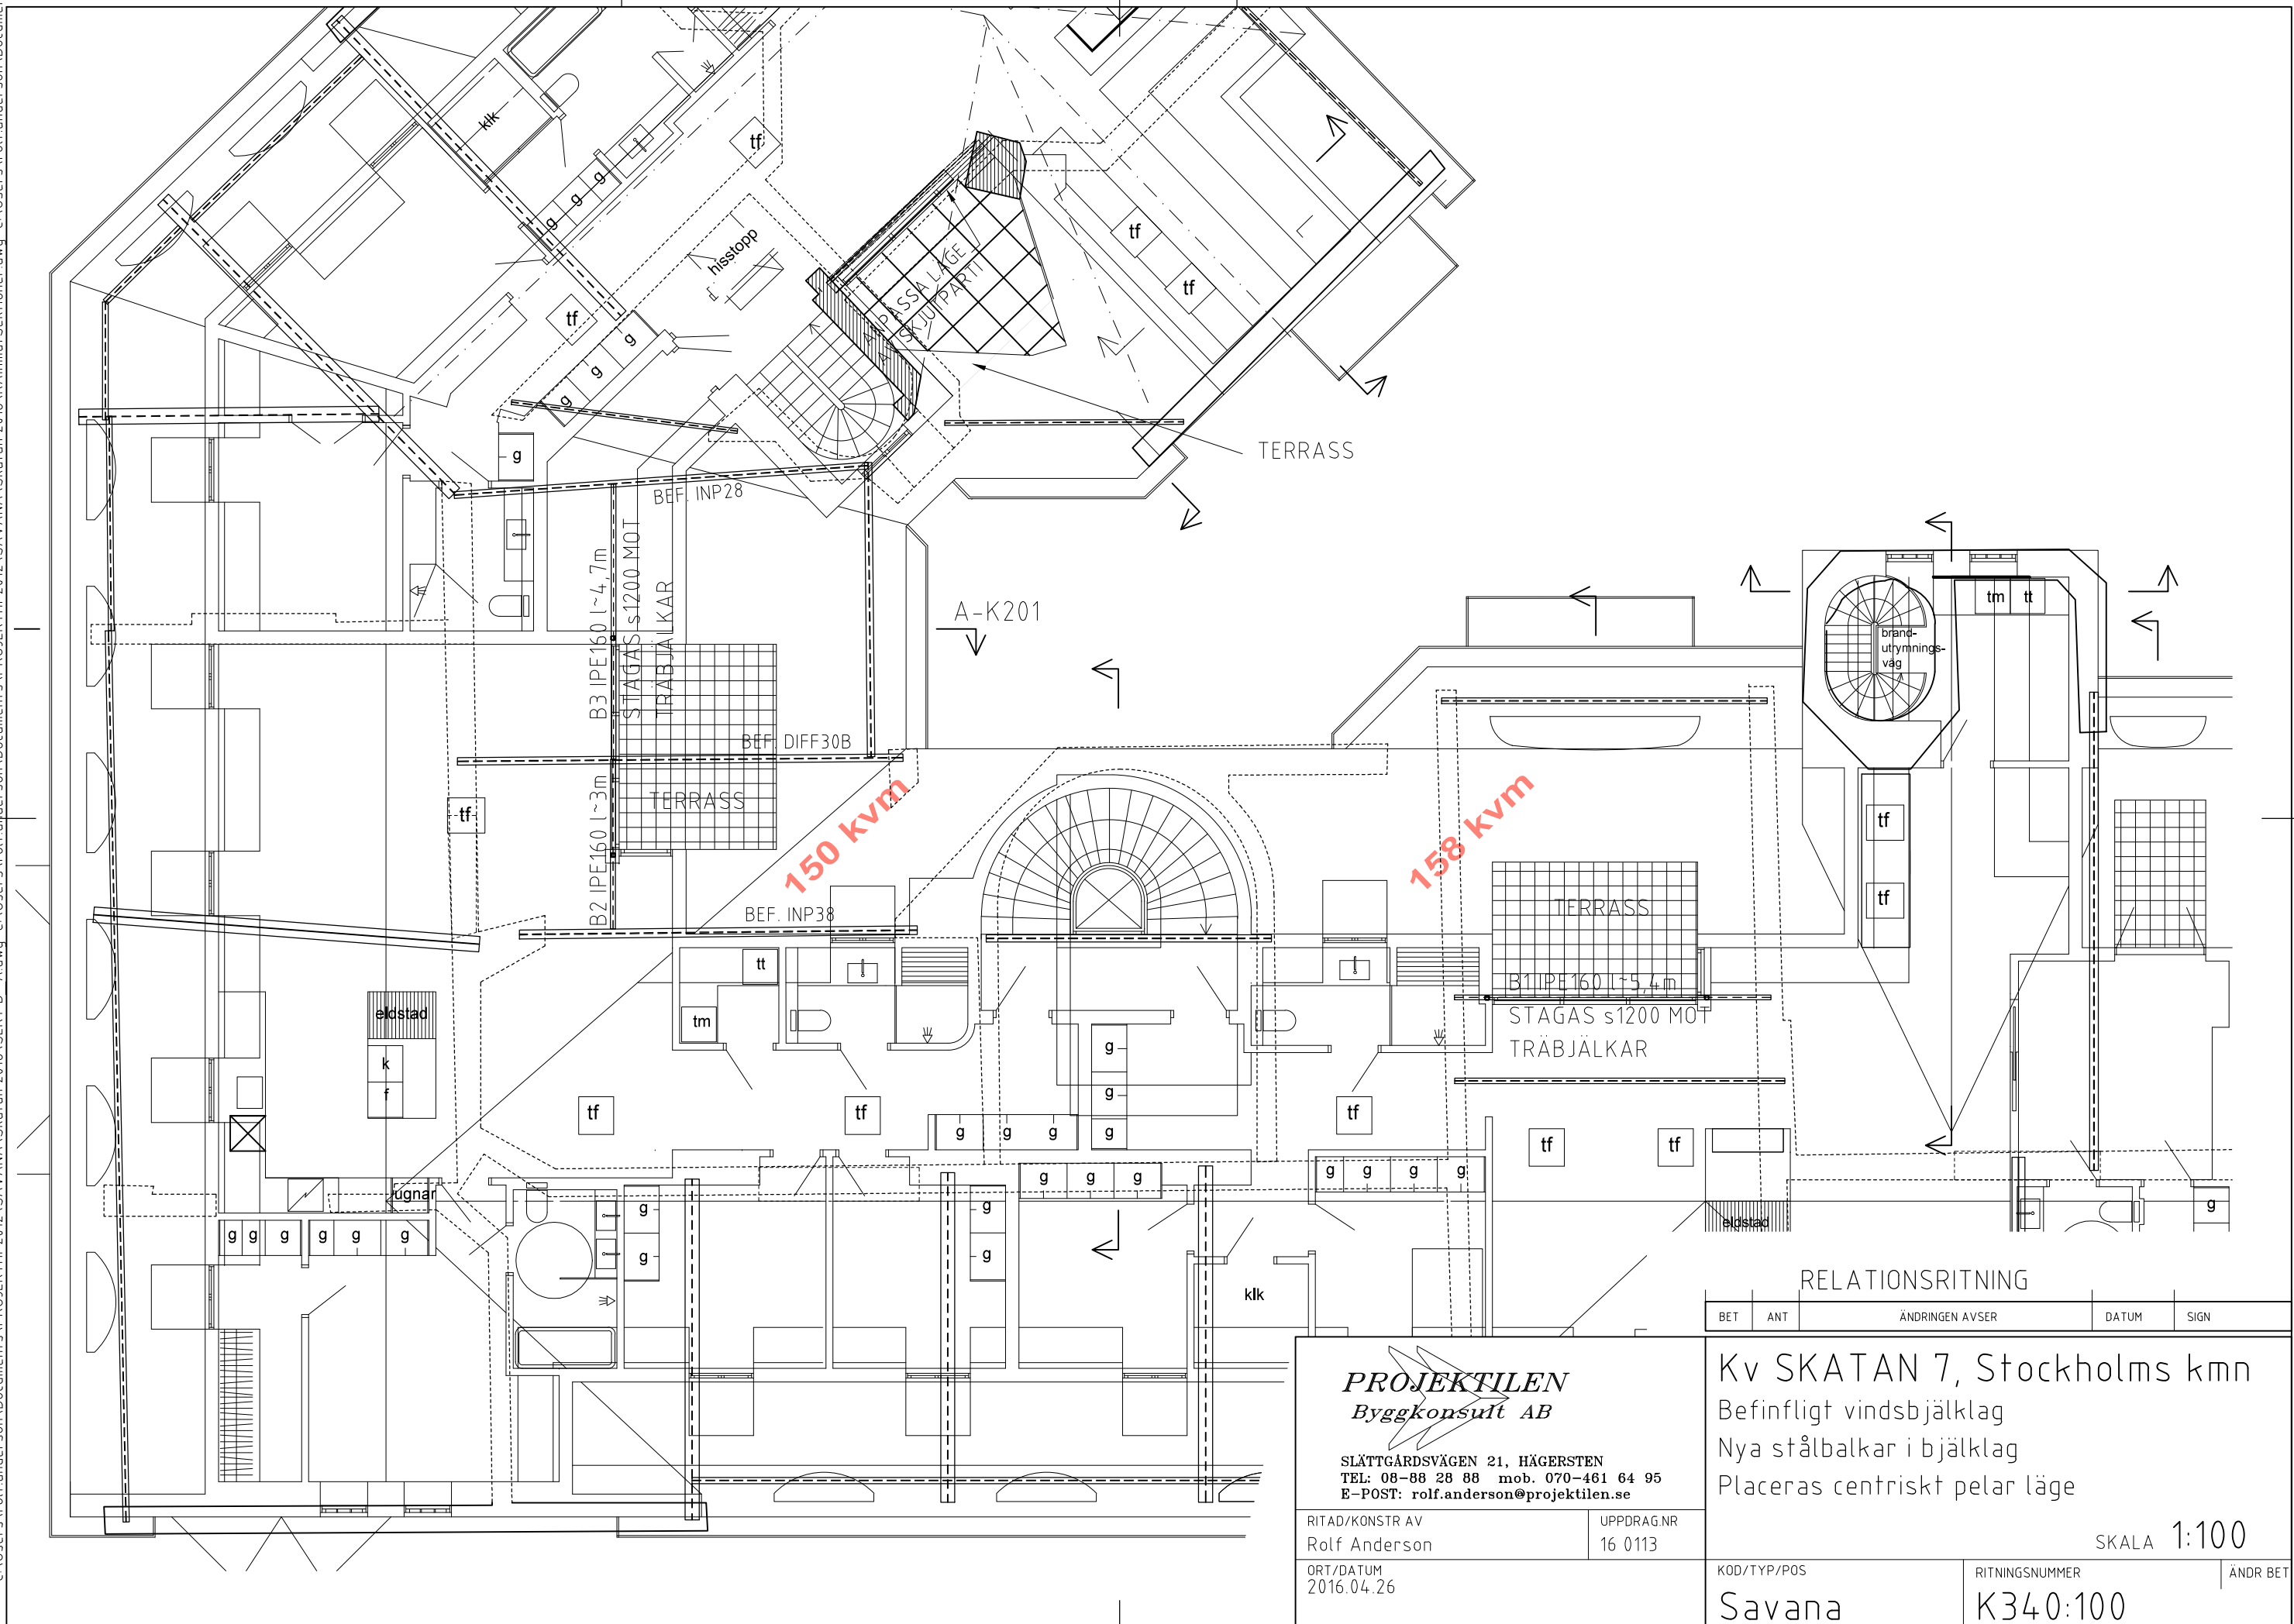 klk
tf
g
g
g
hisstopp
tf
g
g
g
g
PASSA LÄGE
SKJUTPARTI
tf
tf
TERRASS
BEF. INP28
B3 IPE160 l~4,7m
STAGAS s1200 MOT
TRÄBJÄLKAR
A-K201
BEF. DIFF30B
TERRASS
B2 IPE160 l~3m
BEF. INP38
150 kvm
158 kvm
tf
tm
tt
brand-
utrymnings-
väg
tf
tf
TERRASS
B1 IPE160 l~5,4m
STAGAS s1200 MOT
TRÄBJÄLKAR
eldstad
k
f
tt
tm
tf
tf
tf
tf
tf
g
g
g
g
g
g
g
g
g
g
g
g
g
ugnar
g
g
g
g
g
g
g
g
g
g
klk
eldstad
g
RELATIONSRITNING
BET ANT ÄNDRINGEN AVSER DATUM SIGN
PROJEKTILEN
Byggkonsult AB
SLÄTTGÅRDSVÄGEN 21, HÄGERSTEN
TEL: 08-88 28 88 mob. 070-461 64 95
E-POST: rolf.anderson@projektilen.se
RITAD/KONSTR AV
Rolf Anderson
UPPDRAG.NR
16 0113
ORT/DATUM
2016.04.26
Kv SKATAN 7, Stockholms kmn
Befinfligt vindsbjälklag
Nya stålbalkar i bjälklag
Placeras centriskt pelar läge
SKALA 1:100
KOD/TYP/POS
Savana
RITNINGSNUMMER
K340:100
ÄNDR BET